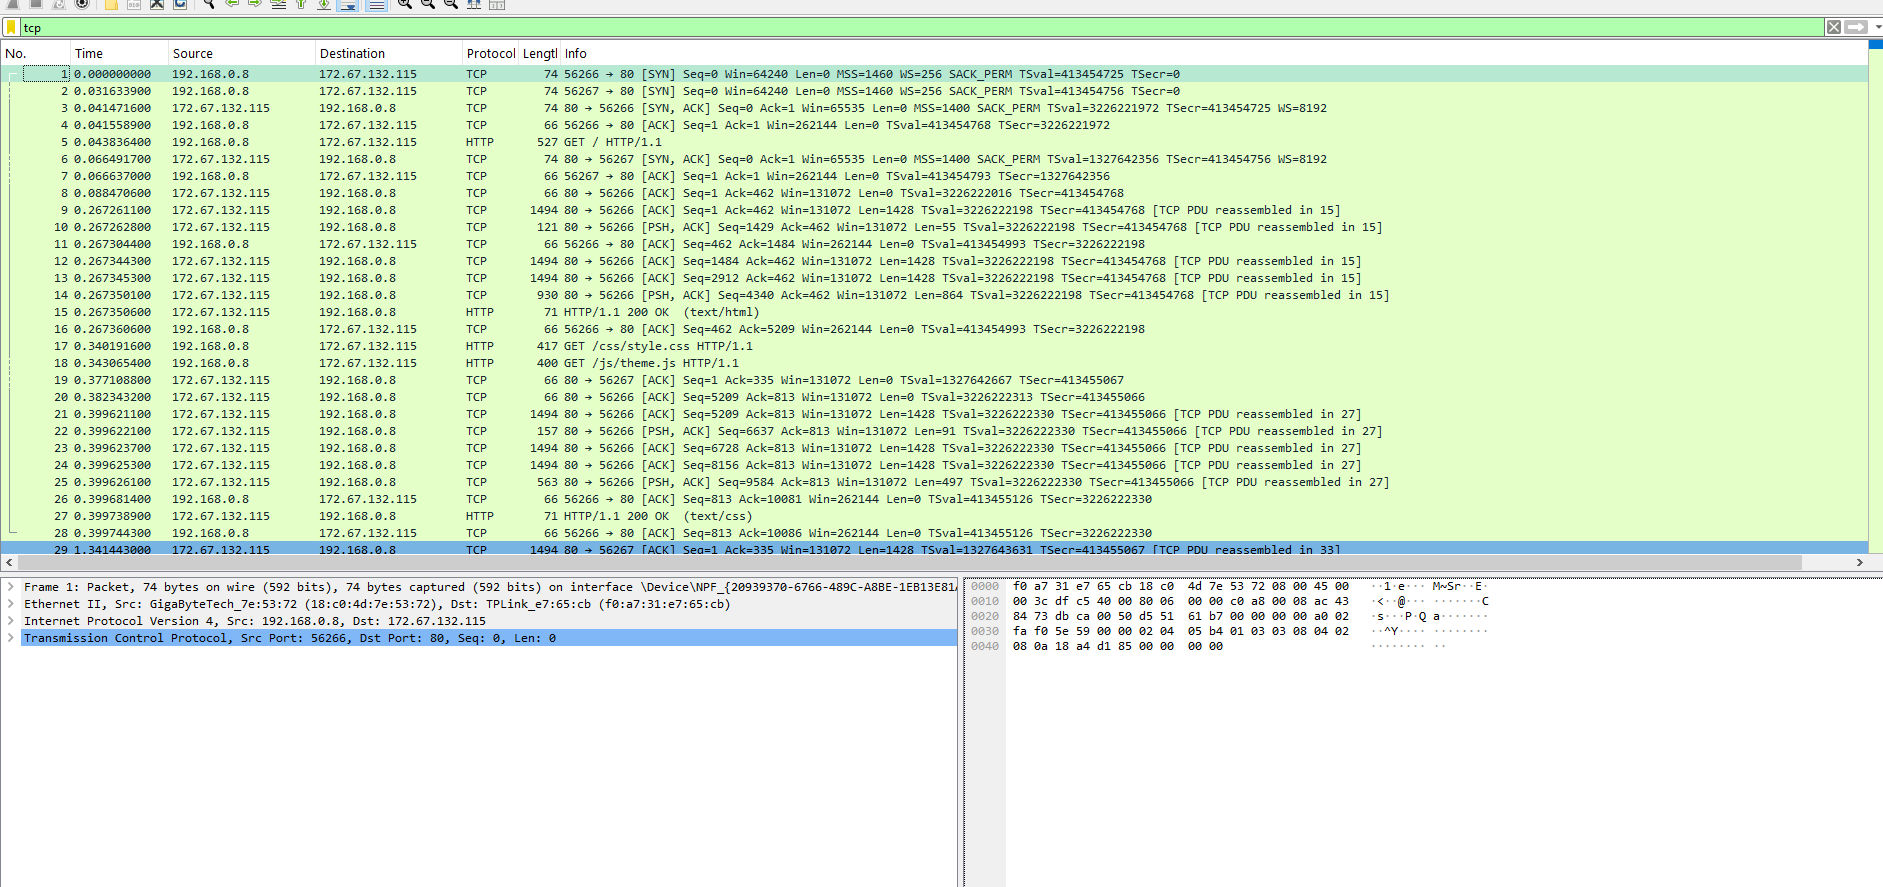 tcp
No. Time Source Destination Protocol Lengtl Info
1 0.000000000 192.168.0.8 172.67.132.115 TCP 74 56266 → 80 [SYN] Seq=0 Win=64240 Len=0 MSS=1460 WS=256 SACK_PERM TSval=413454725 TSecr=0
2 0.031633900 192.168.0.8 172.67.132.115 TCP 74 56267 → 80 [SYN] Seq=0 Win=64240 Len=0 MSS=1460 WS=256 SACK_PERM TSval=413454756 TSecr=0
3 0.041471600 172.67.132.115 192.168.0.8 TCP 74 80 → 56266 [SYN, ACK] Seq=0 Ack=1 Win=65535 Len=0 MSS=1400 SACK_PERM TSval=3226221972 TSecr=413454725 WS=8192
4 0.041558900 192.168.0.8 172.67.132.115 TCP 66 56266 → 80 [ACK] Seq=1 Ack=1 Win=262144 Len=0 TSval=413454768 TSecr=3226221972
5 0.043836400 192.168.0.8 172.67.132.115 HTTP 527 GET / HTTP/1.1
6 0.066491700 172.67.132.115 192.168.0.8 TCP 74 80 → 56267 [SYN, ACK] Seq=0 Ack=1 Win=65535 Len=0 MSS=1400 SACK_PERM TSval=1327642356 TSecr=413454756 WS=8192
7 0.066637000 192.168.0.8 172.67.132.115 TCP 66 56267 → 80 [ACK] Seq=1 Ack=1 Win=262144 Len=0 TSval=413454793 TSecr=1327642356
8 0.088470600 172.67.132.115 192.168.0.8 TCP 66 80 → 56266 [ACK] Seq=1 Ack=462 Win=131072 Len=0 TSval=3226222016 TSecr=413454768
9 0.267261100 172.67.132.115 192.168.0.8 TCP 1494 80 → 56266 [ACK] Seq=1 Ack=462 Win=131072 Len=1428 TSval=3226222198 TSecr=413454768 [TCP PDU reassembled in 15]
10 0.267262800 172.67.132.115 192.168.0.8 TCP 121 80 → 56266 [PSH, ACK] Seq=1429 Ack=462 Win=131072 Len=55 TSval=3226222198 TSecr=413454768 [TCP PDU reassembled in 15]
11 0.267304400 192.168.0.8 172.67.132.115 TCP 66 56266 → 80 [ACK] Seq=462 Ack=1484 Win=262144 Len=0 TSval=413454993 TSecr=3226222198
12 0.267344300 172.67.132.115 192.168.0.8 TCP 1494 80 → 56266 [ACK] Seq=1484 Ack=462 Win=131072 Len=1428 TSval=3226222198 TSecr=413454768 [TCP PDU reassembled in 15]
13 0.267345300 172.67.132.115 192.168.0.8 TCP 1494 80 → 56266 [ACK] Seq=2912 Ack=462 Win=131072 Len=1428 TSval=3226222198 TSecr=413454768 [TCP PDU reassembled in 15]
14 0.267350100 172.67.132.115 192.168.0.8 TCP 930 80 → 56266 [PSH, ACK] Seq=4340 Ack=462 Win=131072 Len=864 TSval=3226222198 TSecr=413454768 [TCP PDU reassembled in 15]
15 0.267350600 172.67.132.115 192.168.0.8 HTTP 71 HTTP/1.1 200 OK (text/html)
16 0.267360600 192.168.0.8 172.67.132.115 TCP 66 56266 → 80 [ACK] Seq=462 Ack=5209 Win=262144 Len=0 TSval=413454993 TSecr=3226222198
17 0.340191600 192.168.0.8 172.67.132.115 HTTP 417 GET /css/style.css HTTP/1.1
18 0.343065400 192.168.0.8 172.67.132.115 HTTP 400 GET /js/theme.js HTTP/1.1
19 0.377108800 172.67.132.115 192.168.0.8 TCP 66 80 → 56267 [ACK] Seq=1 Ack=335 Win=131072 Len=0 TSval=1327642667 TSecr=413455067
20 0.382343200 172.67.132.115 192.168.0.8 TCP 66 80 → 56266 [ACK] Seq=5209 Ack=813 Win=131072 Len=0 TSval=3226222313 TSecr=413455066
21 0.399621100 172.67.132.115 192.168.0.8 TCP 1494 80 → 56266 [ACK] Seq=5209 Ack=813 Win=131072 Len=1428 TSval=3226222330 TSecr=413455066 [TCP PDU reassembled in 27]
22 0.399622100 172.67.132.115 192.168.0.8 TCP 157 80 → 56266 [PSH, ACK] Seq=6637 Ack=813 Win=131072 Len=91 TSval=3226222330 TSecr=413455066 [TCP PDU reassembled in 27]
23 0.399623700 172.67.132.115 192.168.0.8 TCP 1494 80 → 56266 [ACK] Seq=6728 Ack=813 Win=131072 Len=1428 TSval=3226222330 TSecr=413455066 [TCP PDU reassembled in 27]
24 0.399625300 172.67.132.115 192.168.0.8 TCP 1494 80 → 56266 [ACK] Seq=8156 Ack=813 Win=131072 Len=1428 TSval=3226222330 TSecr=413455066 [TCP PDU reassembled in 27]
25 0.399626100 172.67.132.115 192.168.0.8 TCP 563 80 → 56266 [PSH, ACK] Seq=9584 Ack=813 Win=131072 Len=497 TSval=3226222330 TSecr=413455066 [TCP PDU reassembled in 27]
26 0.399681400 192.168.0.8 172.67.132.115 TCP 66 56266 → 80 [ACK] Seq=813 Ack=10081 Win=262144 Len=0 TSval=413455126 TSecr=3226222330
27 0.399738900 172.67.132.115 192.168.0.8 HTTP 71 HTTP/1.1 200 OK (text/css)
28 0.399744300 192.168.0.8 172.67.132.115 TCP 66 56266 → 80 [ACK] Seq=813 Ack=10086 Win=262144 Len=0 TSval=413455126 TSecr=3226222330
29 1.341443000 172.67.132.115 192.168.0.8 TCP 1494 80 → 56267 [ACK] Seq=1 Ack=335 Win=131072 Len=1428 TSval=1327643631 TSecr=413455067 [TCP PDU reassembled in 33]
Frame 1: Packet, 74 bytes on wire (592 bits), 74 bytes captured (592 bits) on interface \Device\NPF_{20939370-6766-489C-A8BE-1EB13E81A
Ethernet II, Src: GigaByteTech_7e:53:72 (18:c0:4d:7e:53:72), Dst: TPLink_e7:65:cb (f0:a7:31:e7:65:cb)
Internet Protocol Version 4, Src: 192.168.0.8, Dst: 172.67.132.115
Transmission Control Protocol, Src Port: 56266, Dst Port: 80, Seq: 0, Len: 0
0000 f0 a7 31 e7 65 cb 18 c0 4d 7e 53 72 08 00 45 00 ··1·e··· M~Sr··E·
0010 00 3c df c5 40 00 80 06 00 00 c0 a8 00 08 ac 43 ·<··@··· ·······C
0020 84 73 db ca 00 50 d5 51 61 b7 00 00 00 00 a0 02 ·s···P·Q a·······
0030 fa f0 5e 59 00 00 02 04 05 b4 01 03 03 08 04 02 ··^Y···· ········
0040 08 0a 18 a4 d1 85 00 00 00 00 ········ ··